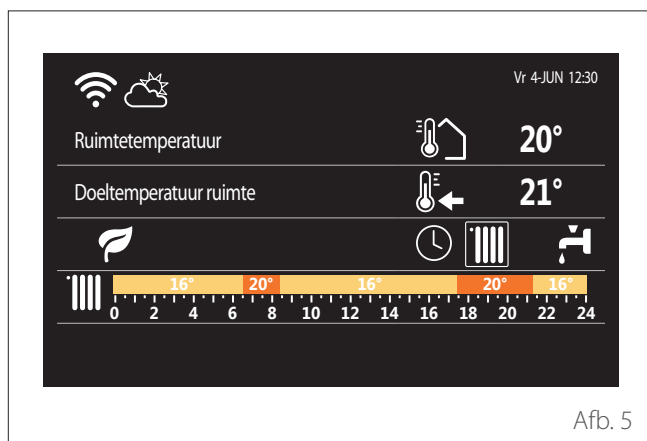 Vr 4-JUN 12:30
Ruimtetemperatuur 20°
Doeltemperatuur ruimte 21°
16° 20° 16° 20° 16°
0 2 4 6 8 10 12 14 16 18 20 22 24
Afb. 5